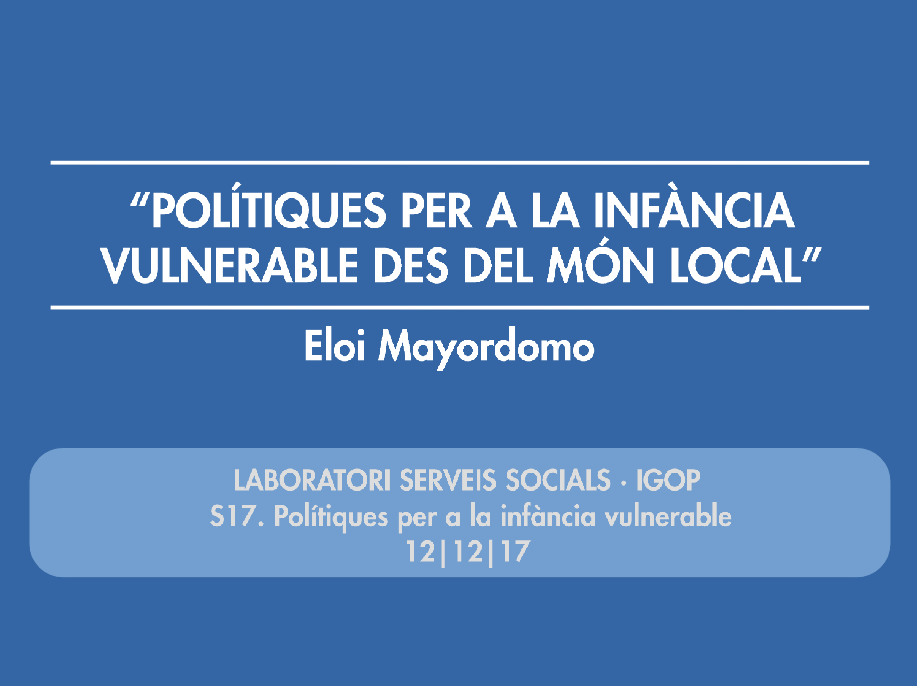 “POLÍTIQUES PER A LA INFÀNCIA
VULNERABLE DES DEL MÓN LOCAL”
Eloi Mayordomo
LABORATORI SERVEIS SOCIALS · IGOP
S17. Polítiques per a la infància vulnerable
12|12|17